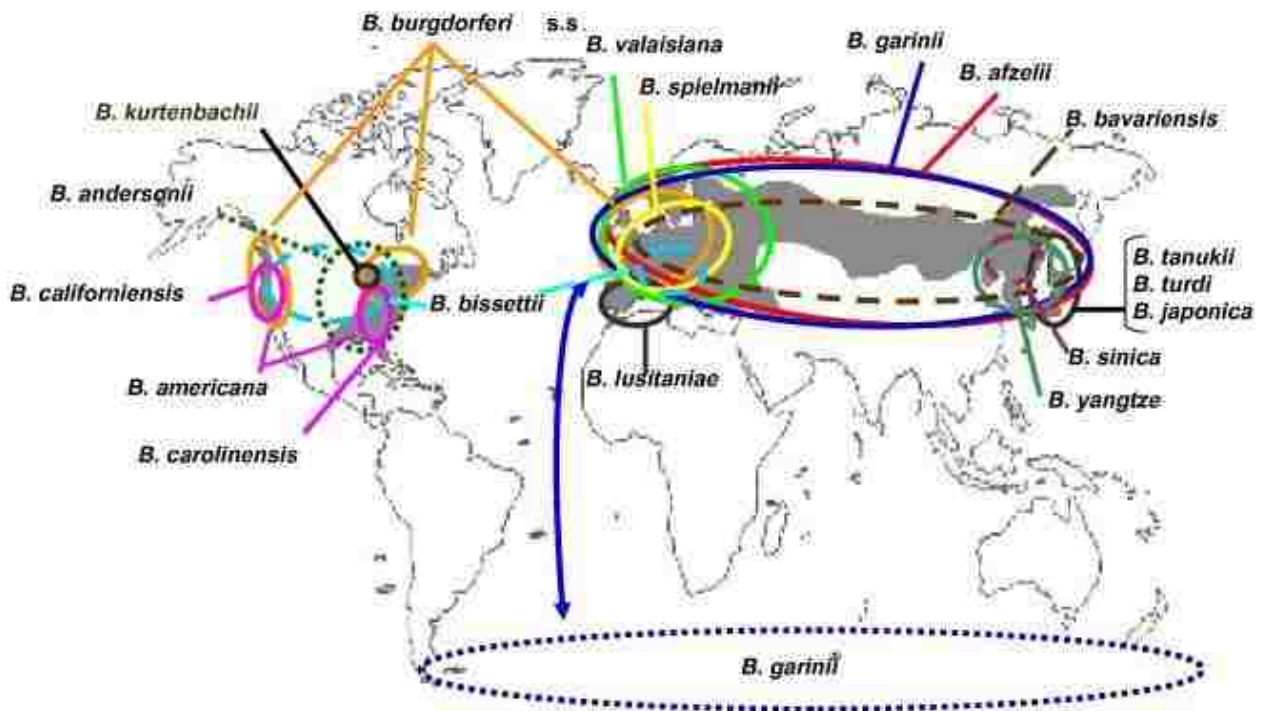 B. burgdorferi s.s.
B. valaisiana
B. garinii
B. spielmanii
B. afzelii
B. kurtenbachii
B. bavariensis
B. andersonii
B. tanukii
B. turdi
B. japonica
B. californiensis
B. bissettii
B. sinica
B. americana
B. lusitaniae
B. yangtze
B. carolinensis
B. garinii